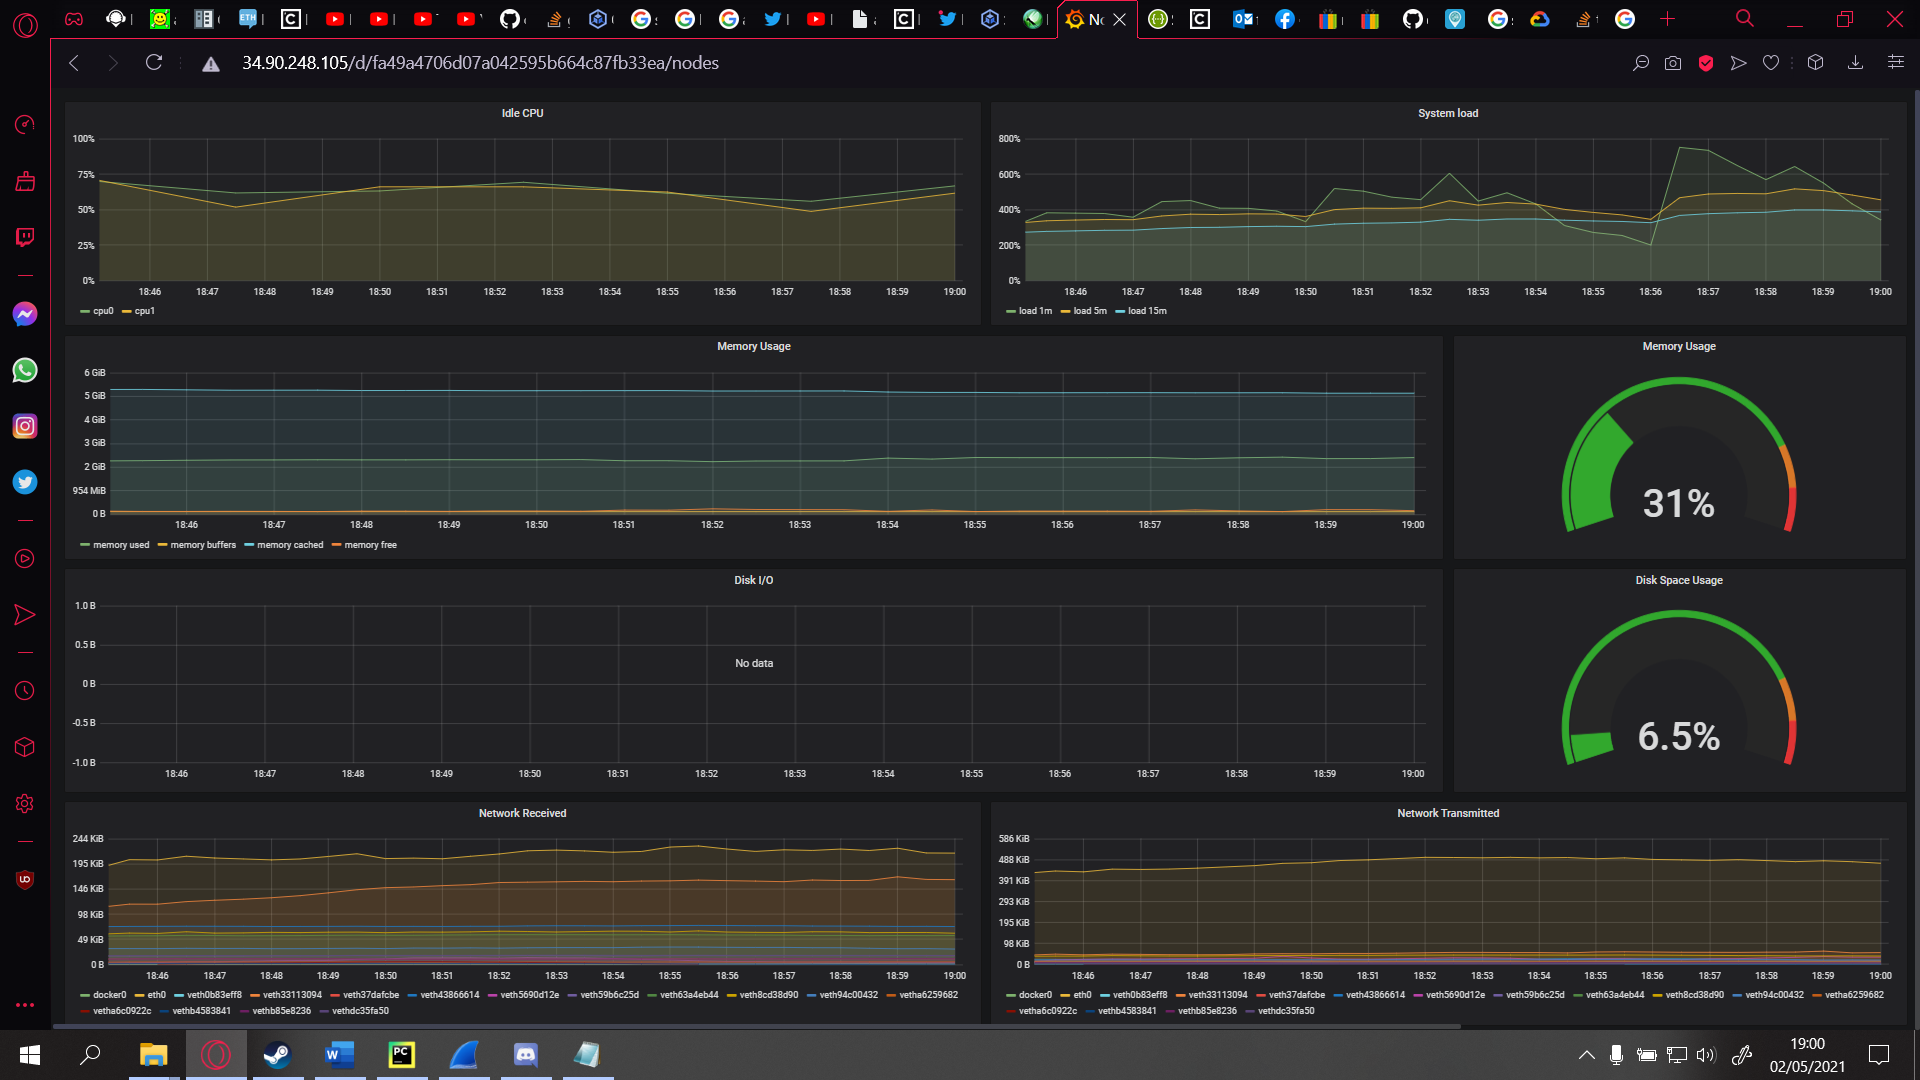 34.90.248.105/d/fa49a4706d07a042595b664c87fb33ea/nodes
Idle CPU
100%
75%
50%
25%
0%
18:46 18:47 18:48 18:49 18:50 18:51 18:52 18:53 18:54 18:55 18:56 18:57 18:58 18:59 19:00
cpu0 cpu1
System load
800%
600%
400%
200%
0%
18:46 18:47 18:48 18:49 18:50 18:51 18:52 18:53 18:54 18:55 18:56 18:57 18:58 18:59 19:00
load 1m load 5m load 15m
Memory Usage
6 GiB
5 GiB
4 GiB
3 GiB
2 GiB
954 MiB
0 B
18:46 18:47 18:48 18:49 18:50 18:51 18:52 18:53 18:54 18:55 18:56 18:57 18:58 18:59 19:00
memory used memory buffers memory cached memory free
Memory Usage
31%
Disk I/O
1.0 B
0.5 B
0 B
-0.5 B
-1.0 B
No data
18:46 18:47 18:48 18:49 18:50 18:51 18:52 18:53 18:54 18:55 18:56 18:57 18:58 18:59 19:00
Disk Space Usage
6.5%
Network Received
244 KiB
195 KiB
146 KiB
98 KiB
49 KiB
0 B
18:46 18:47 18:48 18:49 18:50 18:51 18:52 18:53 18:54 18:55 18:56 18:57 18:58 18:59 19:00
docker0 eth0 veth0b83eff8 veth33113094 veth37dafcbe veth43866614 veth5690d12e veth59b6c25d veth63a4eb44 veth8cd38d90 veth94c00432 vetha6259682
vetha6c0922c vethb4583841 vethb85e8236 vethdc35fa50
Network Transmitted
586 KiB
488 KiB
391 KiB
293 KiB
195 KiB
98 KiB
0 B
18:46 18:47 18:48 18:49 18:50 18:51 18:52 18:53 18:54 18:55 18:56 18:57 18:58 18:59 19:00
docker0 eth0 veth0b83eff8 veth33113094 veth37dafcbe veth43866614 veth5690d12e veth59b6c25d veth63a4eb44 veth8cd38d90 veth94c00432 vetha6259682
vetha6c0922c vethb4583841 vethb85e8236 vethdc35fa50
19:00
02/05/2021